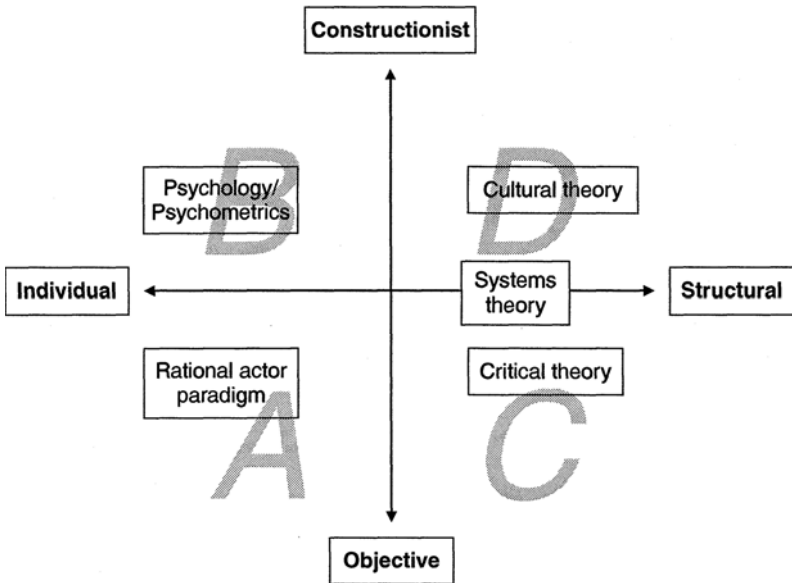 Constructionist
B
D
Psychology/
Psychometrics
Cultural theory
Individual
Systems
theory
Structural
Rational actor
paradigm
Critical theory
A
C
Objective